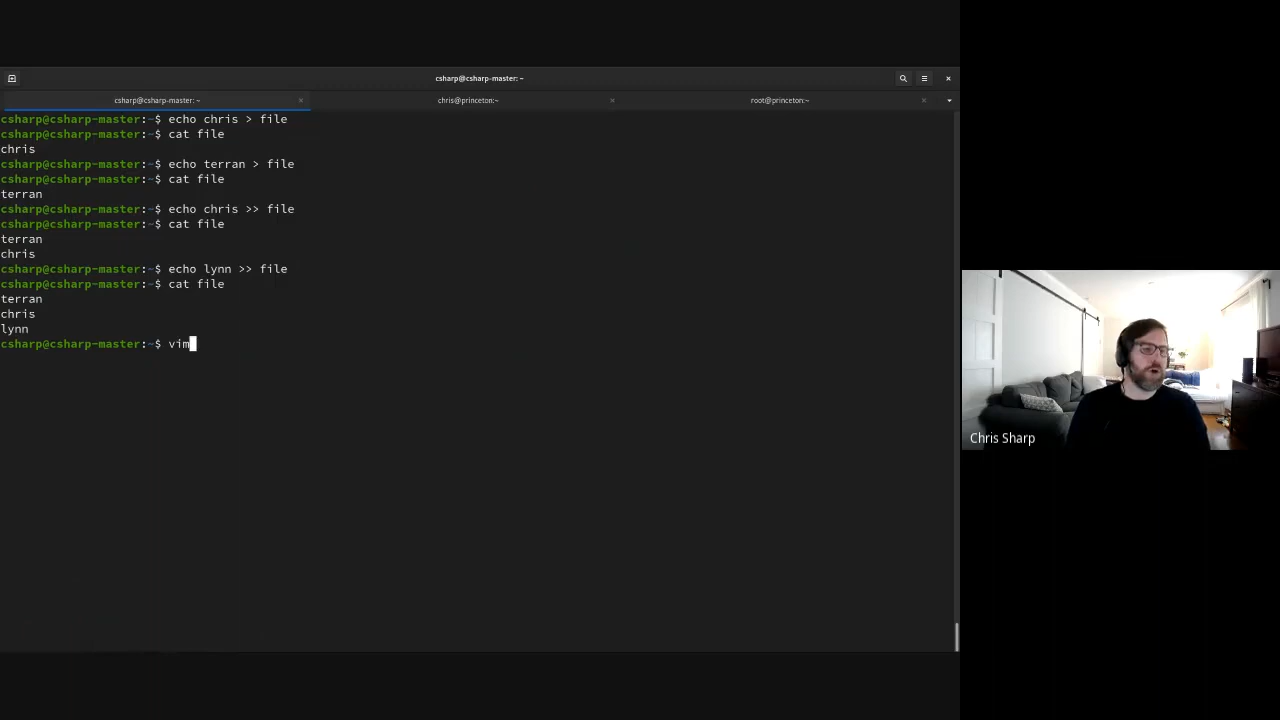 csharp@csharp-master: ~
csharp@csharp-master: ~
chris@princeton:~
root@princeton:~
csharp@csharp-master:~$ echo chris > file
csharp@csharp-master:~$ cat file
chris
csharp@csharp-master:~$ echo terran > file
csharp@csharp-master:~$ cat file
terran
csharp@csharp-master:~$ echo chris >> file
csharp@csharp-master:~$ cat file
terran
chris
csharp@csharp-master:~$ echo lynn >> file
csharp@csharp-master:~$ cat file
terran
chris
lynn
csharp@csharp-master:~$ vim
Chris Sharp